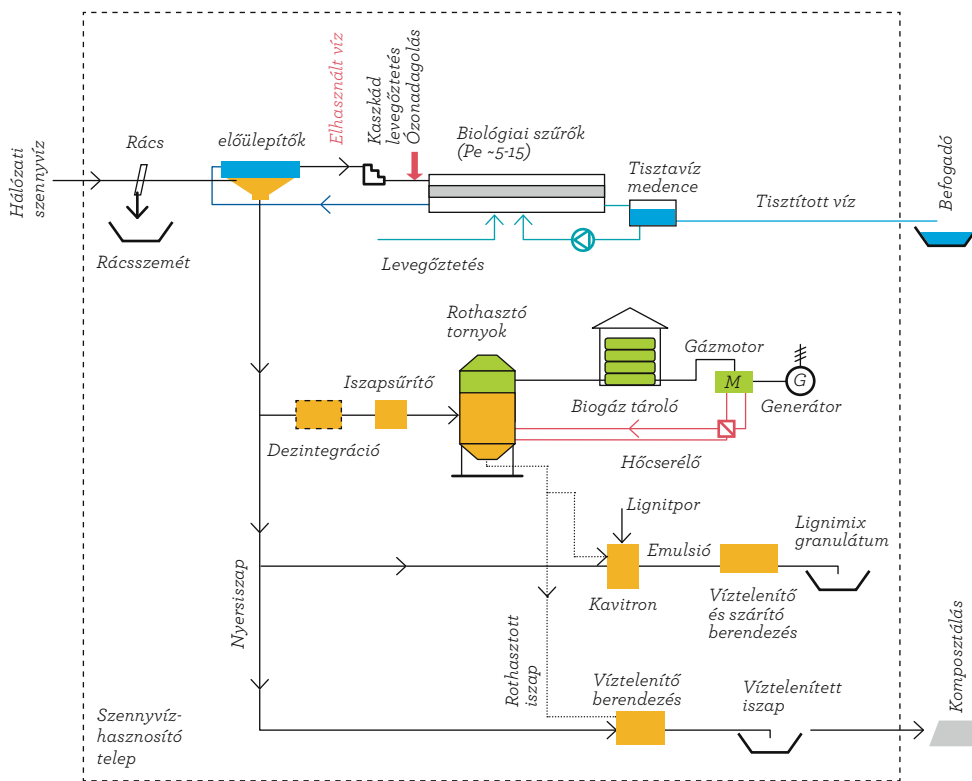 Elhasznált víz
Kaszkád
levegőztetés
Ózonadagolás
Hálózati
szennyvíz
Rács
előülepítők
Biológiai szűrők
(Pe ~5-15)
Tisztavíz
medence
Tisztított víz
Befogadó
Rácsszemét
Levegőztetés
Rothasztó
tornyok
Gázmotor
M
G
Iszapsűrítő
Biogáz tároló
Generátor
Dezintegráció
Hőcserélő
Lignitpor
Lignimix
granulátum
Emulsió
Kavitron
Víztelenítő
és szárító
berendezés
Nyersiszap
Rothasztott
iszap
Víztelenítő
berendezés
Víztelenített
iszap
Komposztálás
Szennyvíz-
hasznosító
telep